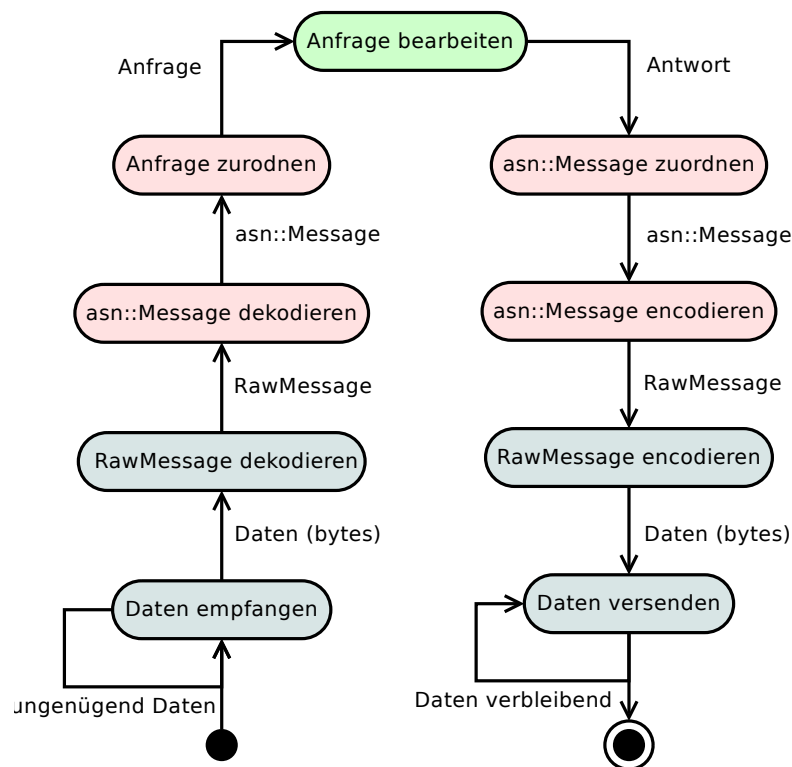 Anfrage bearbeiten
Anfrage
Antwort
Anfrage zurodnen
asn::Message zuordnen
asn::Message
asn::Message
asn::Message dekodieren
asn::Message encodieren
RawMessage
RawMessage
RawMessage dekodieren
RawMessage encodieren
Daten (bytes)
Daten (bytes)
Daten empfangen
Daten versenden
ungenügend Daten
Daten verbleibend